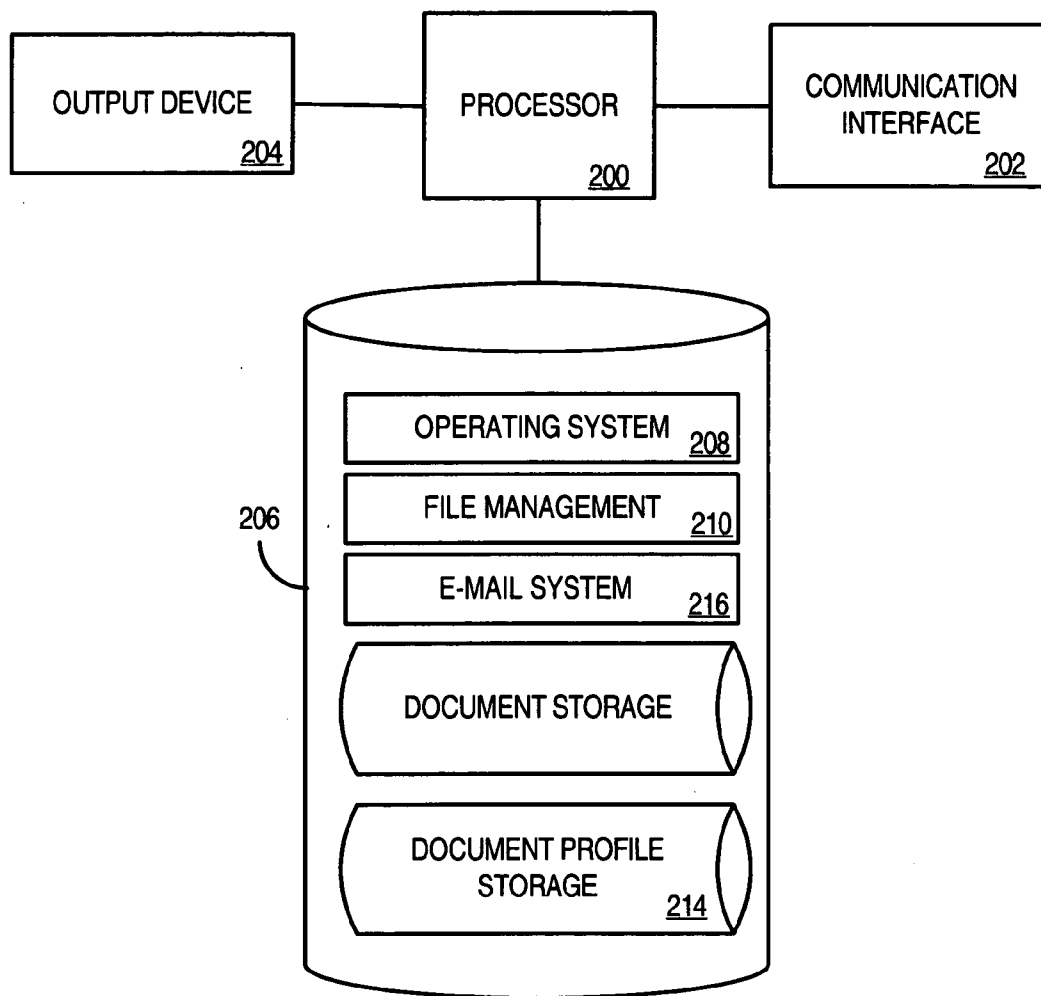 OUTPUT DEVICE
204
PROCESSOR
200
COMMUNICATION
INTERFACE
202
OPERATING SYSTEM
208
FILE MANAGEMENT
210
206
E-MAIL SYSTEM
216
DOCUMENT STORAGE
DOCUMENT PROFILE
STORAGE
214